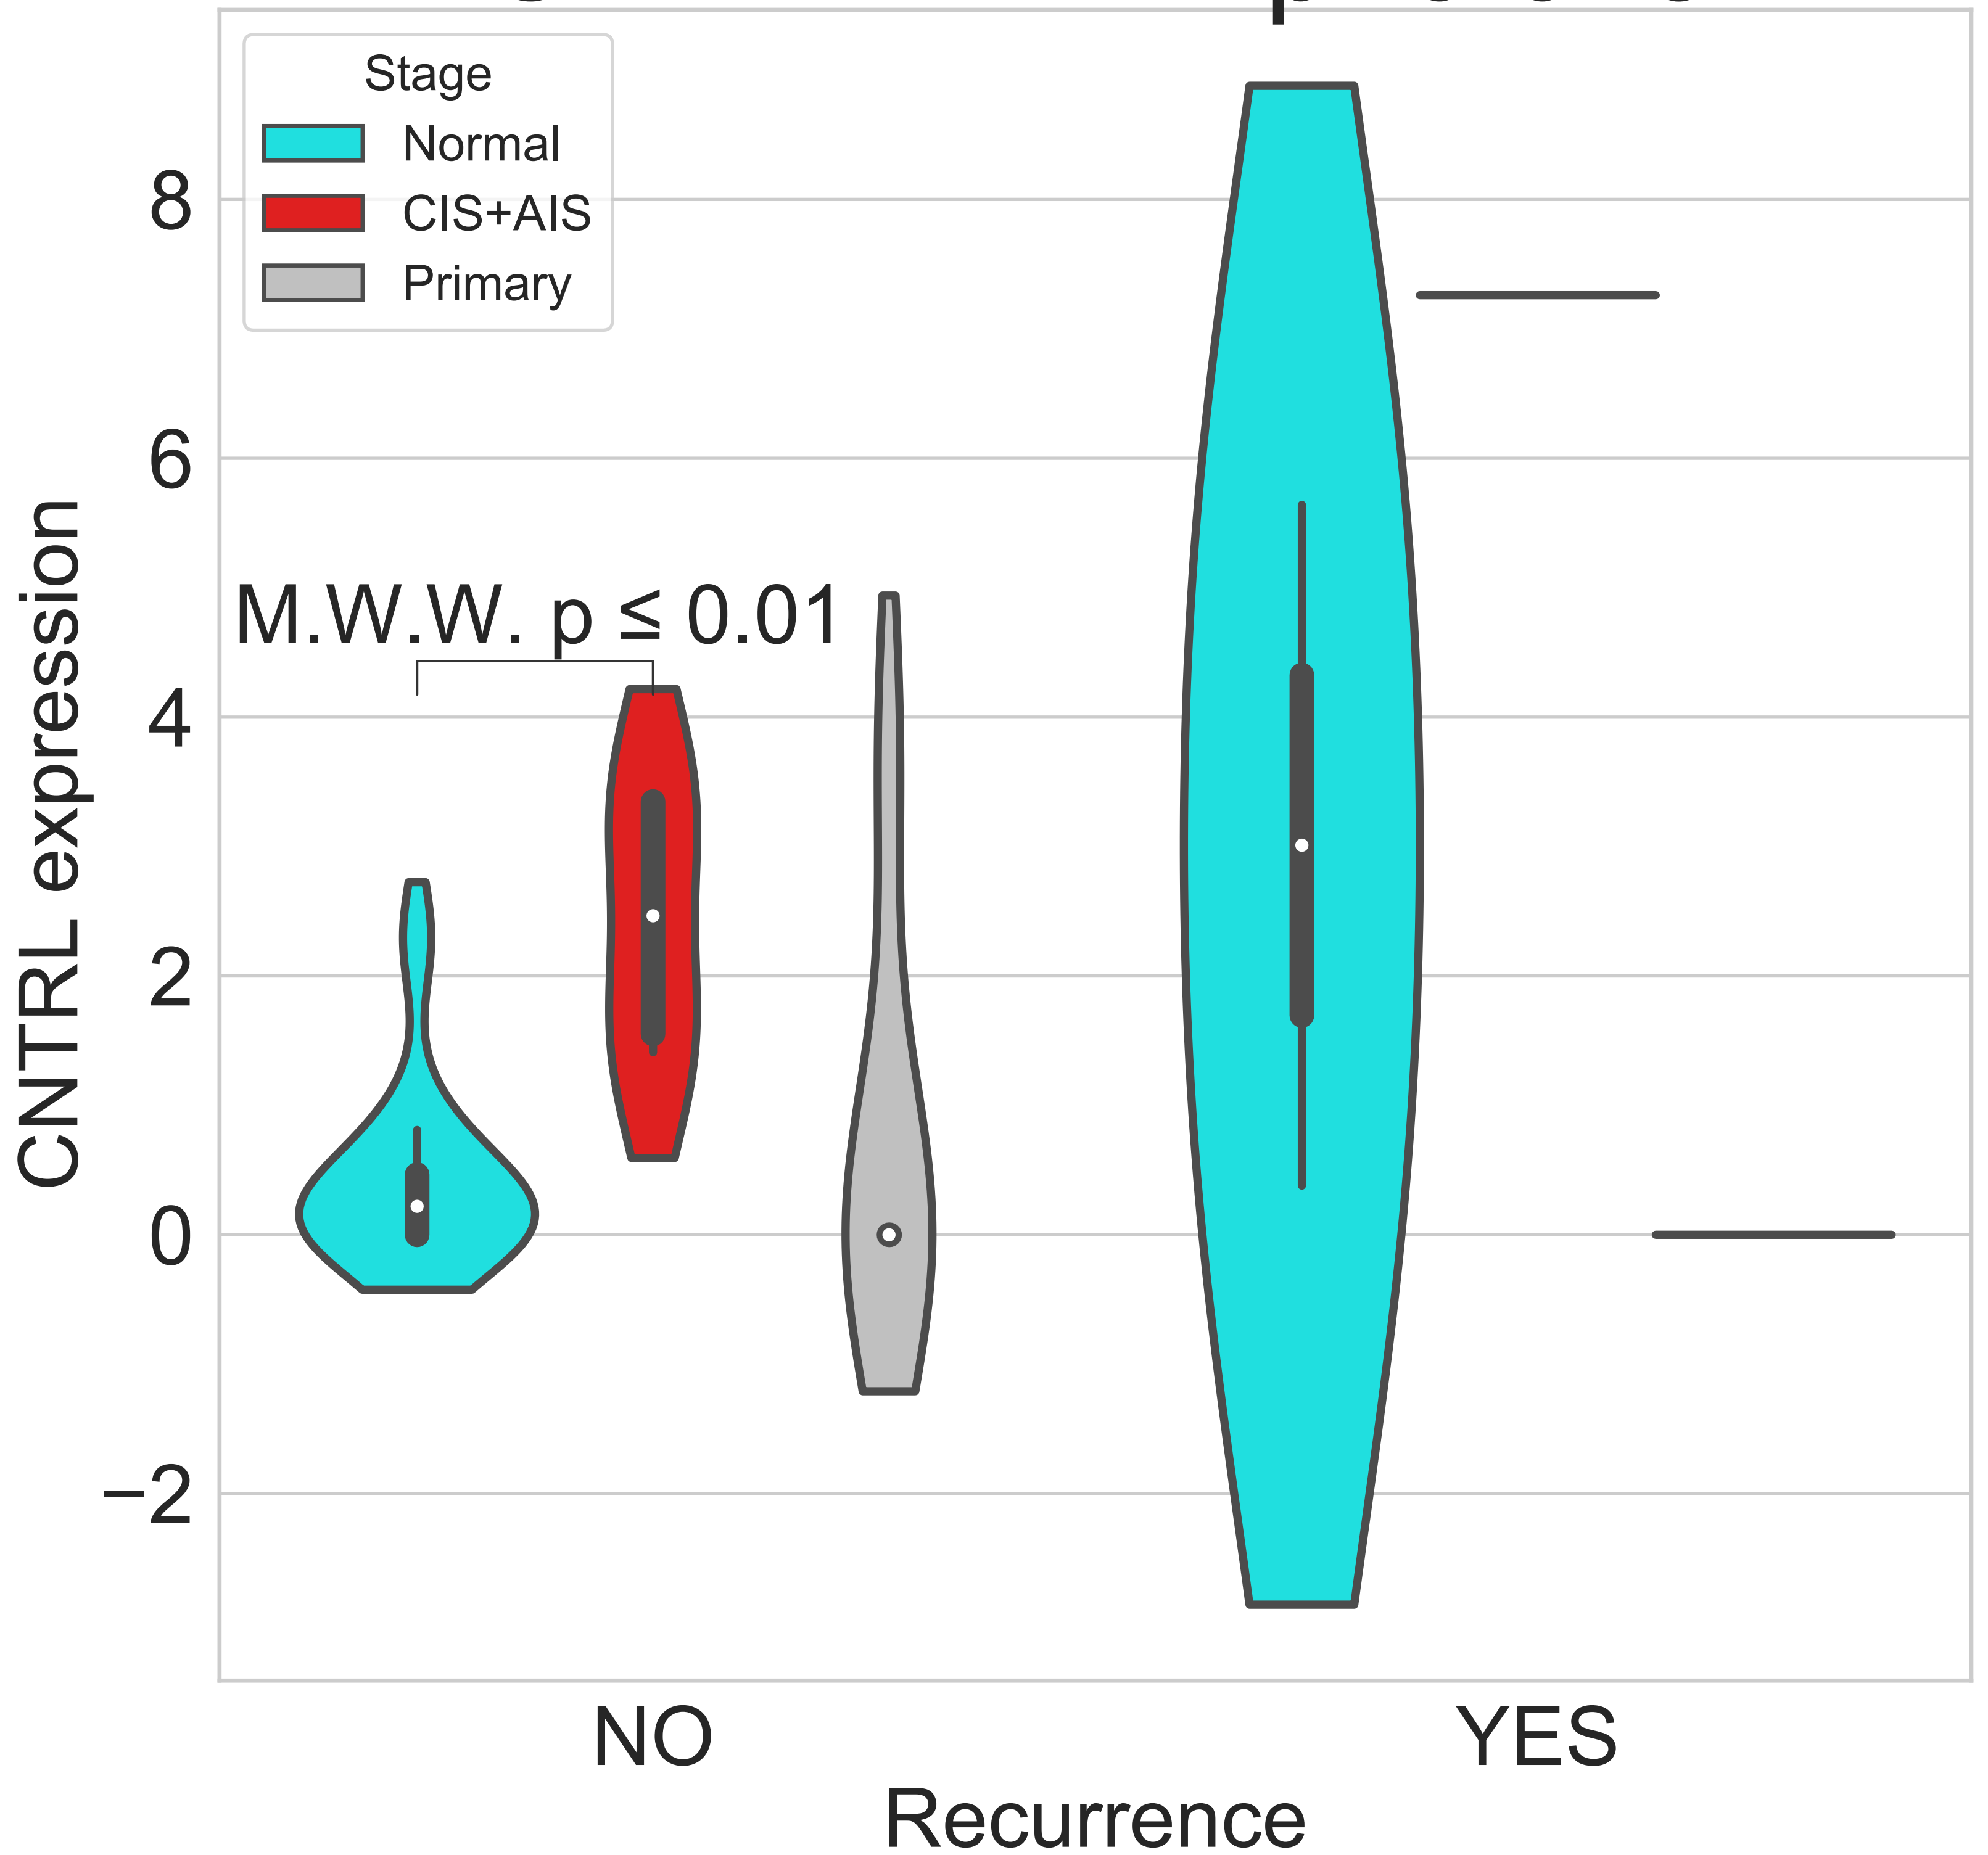 Stage
Normal
CIS+AIS
Primary
8
6
4
2
0
−2
CNTRL expression
M.W.W. p ≤ 0.01
NO
YES
Recurrence